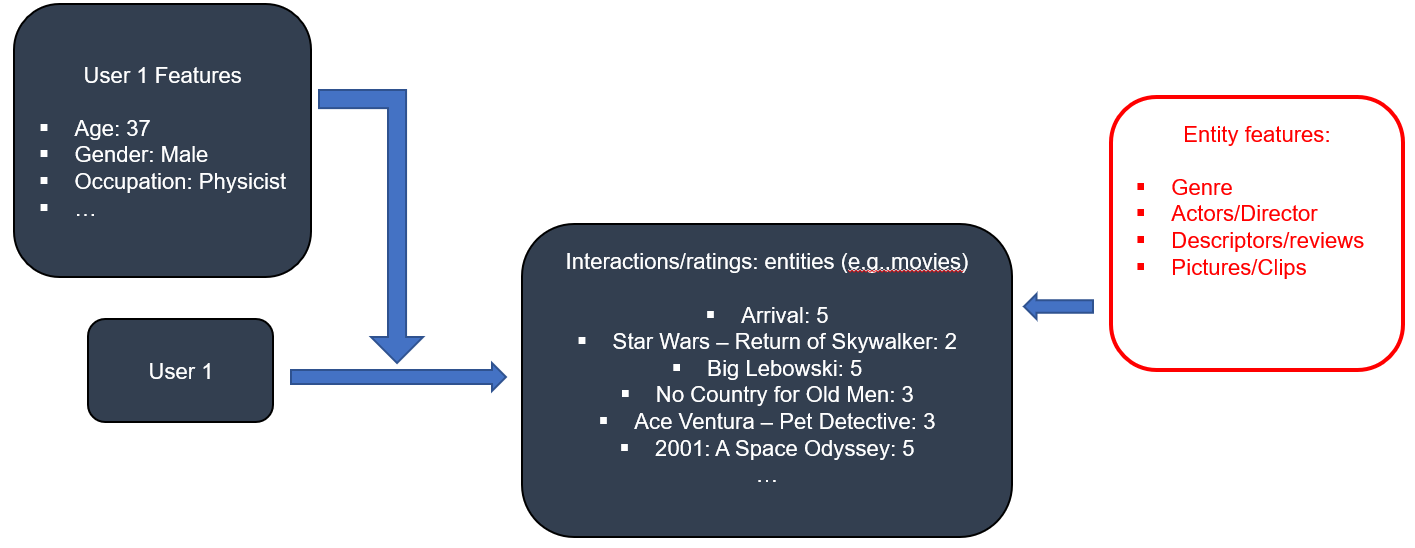 User 1 Features
▪ Age: 37
▪ Gender: Male
▪ Occupation: Physicist
▪ …
User 1
Interactions/ratings: entities (e.g.,movies)
▪ Arrival: 5
▪ Star Wars – Return of Skywalker: 2
▪ Big Lebowski: 5
▪ No Country for Old Men: 3
▪ Ace Ventura – Pet Detective: 3
▪ 2001: A Space Odyssey: 5
…
Entity features:
▪ Genre
▪ Actors/Director
▪ Descriptors/reviews
▪ Pictures/Clips